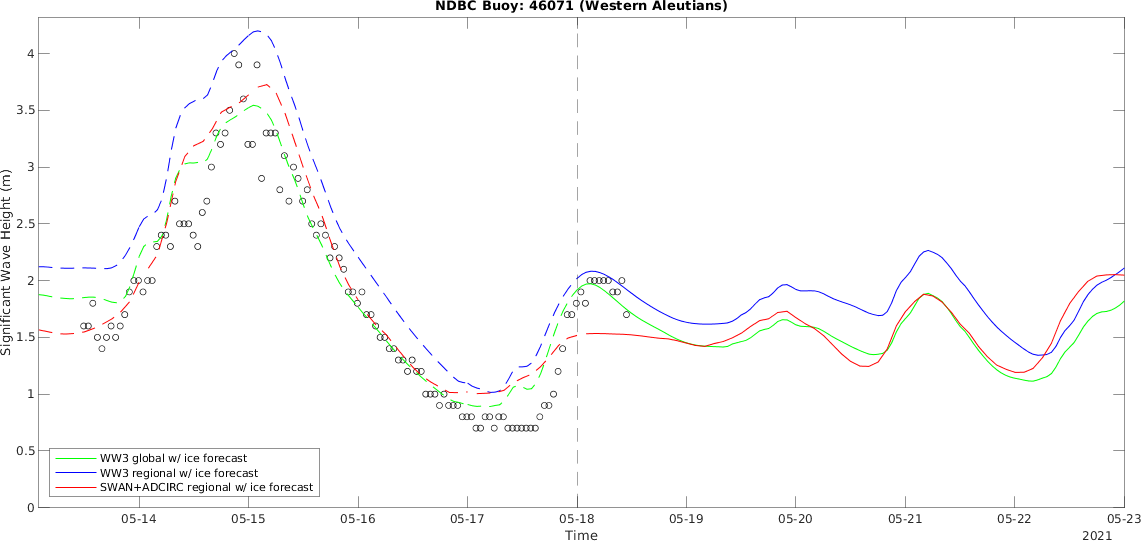 NDBC Buoy: 46071 (Western Aleutians)
Significant Wave Height (m)
4
3.5
3
2.5
2
1.5
1
0.5
0
WW3 global w/ ice forecast
WW3 regional w/ ice forecast
SWAN+ADCIRC regional w/ ice forecast
05-14 05-15 05-16 05-17 05-18 05-19 05-20 05-21 05-22 05-23
Time
2021